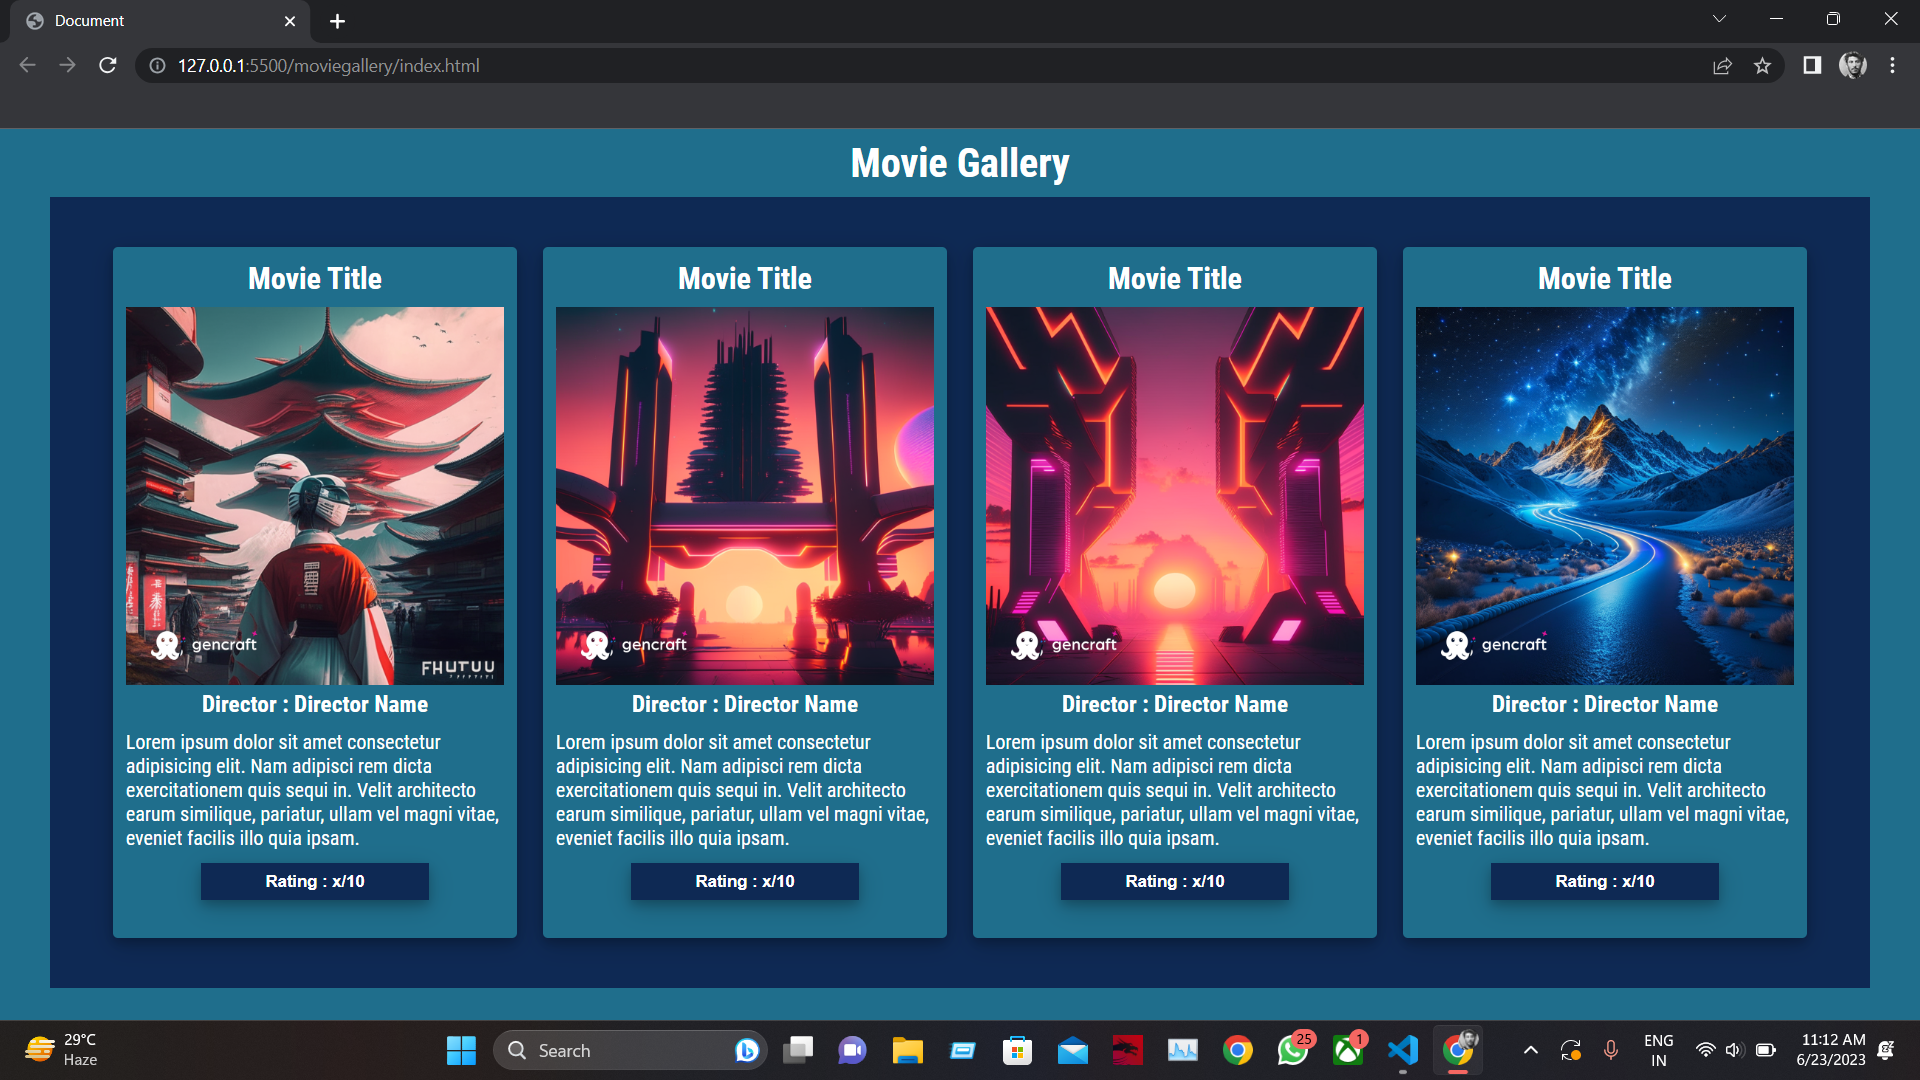 Document
127.0.0.1:5500/moviegallery/index.html
Movie Gallery
Movie Title
gencraft
FHUTUU
Director : Director Name
Lorem ipsum dolor sit amet consectetur
adipisicing elit. Nam adipisci rem dicta
exercitationem quis sequi in. Velit architecto
earum similique, pariatur, ullam vel magni vitae,
eveniet facilis illo quia ipsam.
Rating : x/10
Movie Title
gencraft
Director : Director Name
Lorem ipsum dolor sit amet consectetur
adipisicing elit. Nam adipisci rem dicta
exercitationem quis sequi in. Velit architecto
earum similique, pariatur, ullam vel magni vitae,
eveniet facilis illo quia ipsam.
Rating : x/10
Movie Title
gencraft
Director : Director Name
Lorem ipsum dolor sit amet consectetur
adipisicing elit. Nam adipisci rem dicta
exercitationem quis sequi in. Velit architecto
earum similique, pariatur, ullam vel magni vitae,
eveniet facilis illo quia ipsam.
Rating : x/10
Movie Title
gencraft
Director : Director Name
Lorem ipsum dolor sit amet consectetur
adipisicing elit. Nam adipisci rem dicta
exercitationem quis sequi in. Velit architecto
earum similique, pariatur, ullam vel magni vitae,
eveniet facilis illo quia ipsam.
Rating : x/10
29°C
Haze
Search
25
1
ENG
IN
11:12 AM
6/23/2023